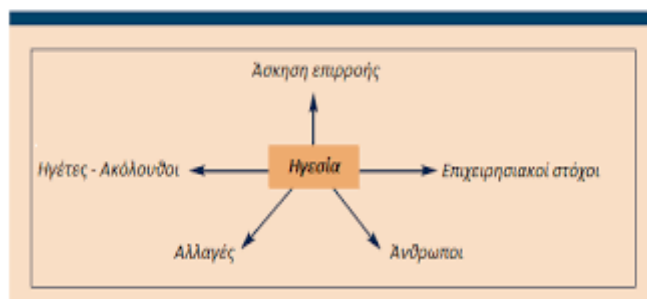 Άσκηση επιρροής
Ηγέτες - Ακόλουθοι
Ηγεσία
Επιχειρησιακοί στόχοι
Αλλαγές
Άνθρωποι